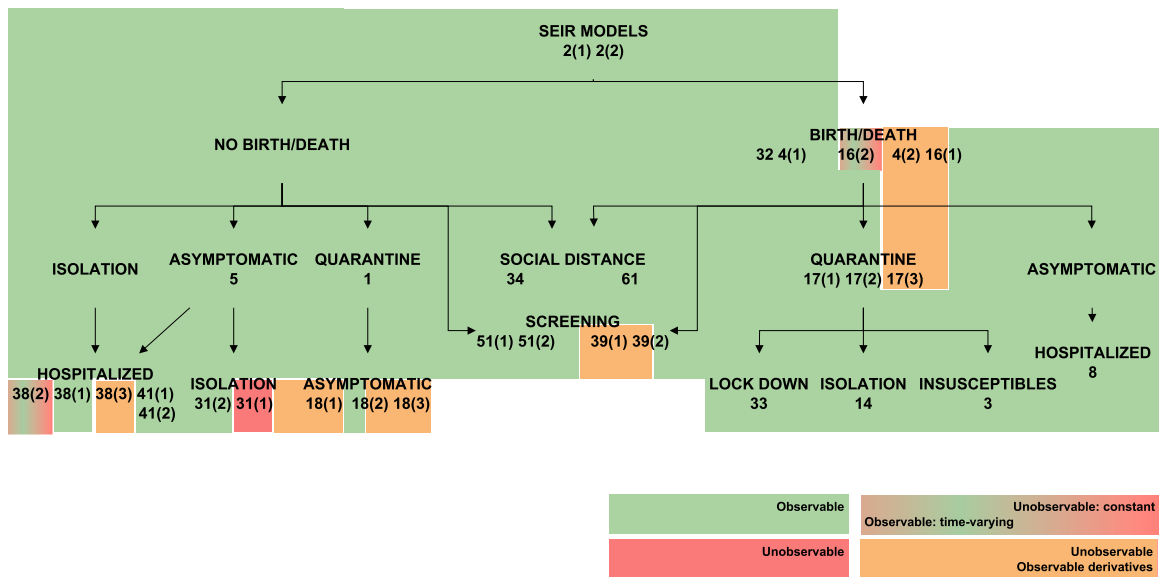 SEIR MODELS
2(1) 2(2)
NO BIRTH/DEATH
BIRTH/DEATH
32 4(1) 16(2) 4(2) 16(1)
ISOLATION
ASYMPTOMATIC
5
QUARANTINE
1
SOCIAL DISTANCE
34 61
QUARANTINE
17(1) 17(2) 17(3)
ASYMPTOMATIC
SCREENING
51(1) 51(2) 39(1) 39(2)
HOSPITALIZED
38(2) 38(1) 38(3) 41(1)
41(2)
ISOLATION
31(2) 31(1)
ASYMPTOMATIC
18(1) 18(2) 18(3)
LOCK DOWN
33
ISOLATION
14
INSUSCEPTIBLES
3
HOSPITALIZED
8
Observable
Unobservable: constant
Observable: time-varying
Unobservable
Unobservable
Observable derivatives